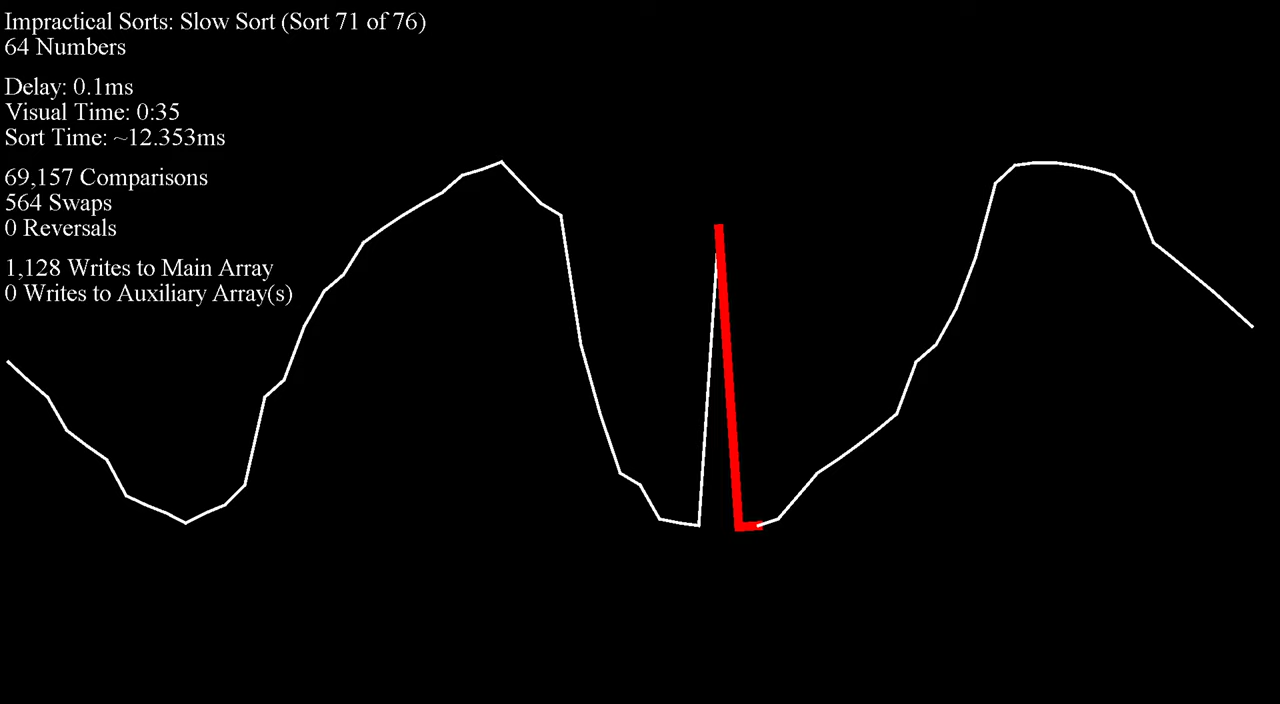 Impractical Sorts: Slow Sort (Sort 71 of 76)
64 Numbers
Delay: 0.1ms
Visual Time: 0:35
Sort Time: ~12.353ms
69,157 Comparisons
564 Swaps
0 Reversals
1,128 Writes to Main Array
0 Writes to Auxiliary Array(s)